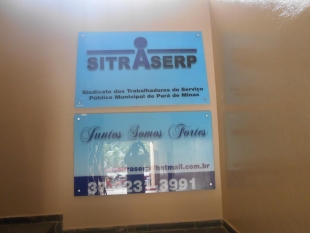 SITRASERP
Sindicato dos Trabalhadores do Serviço
Público Municipal de Pará de Minas
Juntos Somos Fortes